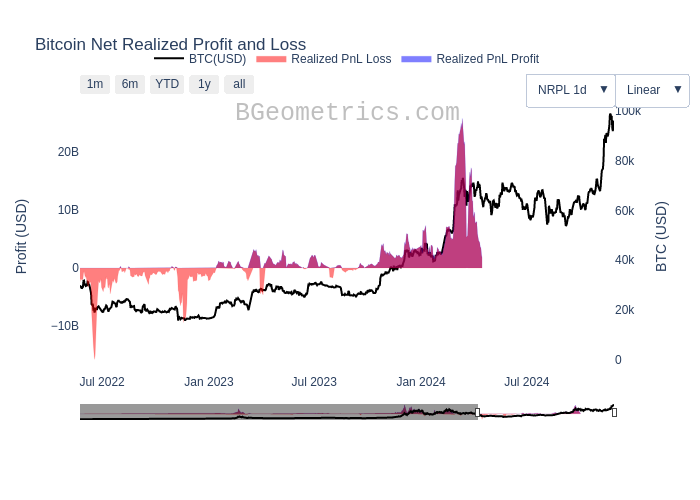 Bitcoin Net Realized Profit and Loss
BTC(USD) Realized PnL Loss Realized PnL Profit
1m 6m YTD 1y all
NRPL 1d ▼ Linear ▼
BGeometrics.com
Profit (USD)
20B
10B
0
−10B
100k
80k
60k
40k
20k
0
BTC (USD)
Jul 2022 Jan 2023 Jul 2023 Jan 2024 Jul 2024